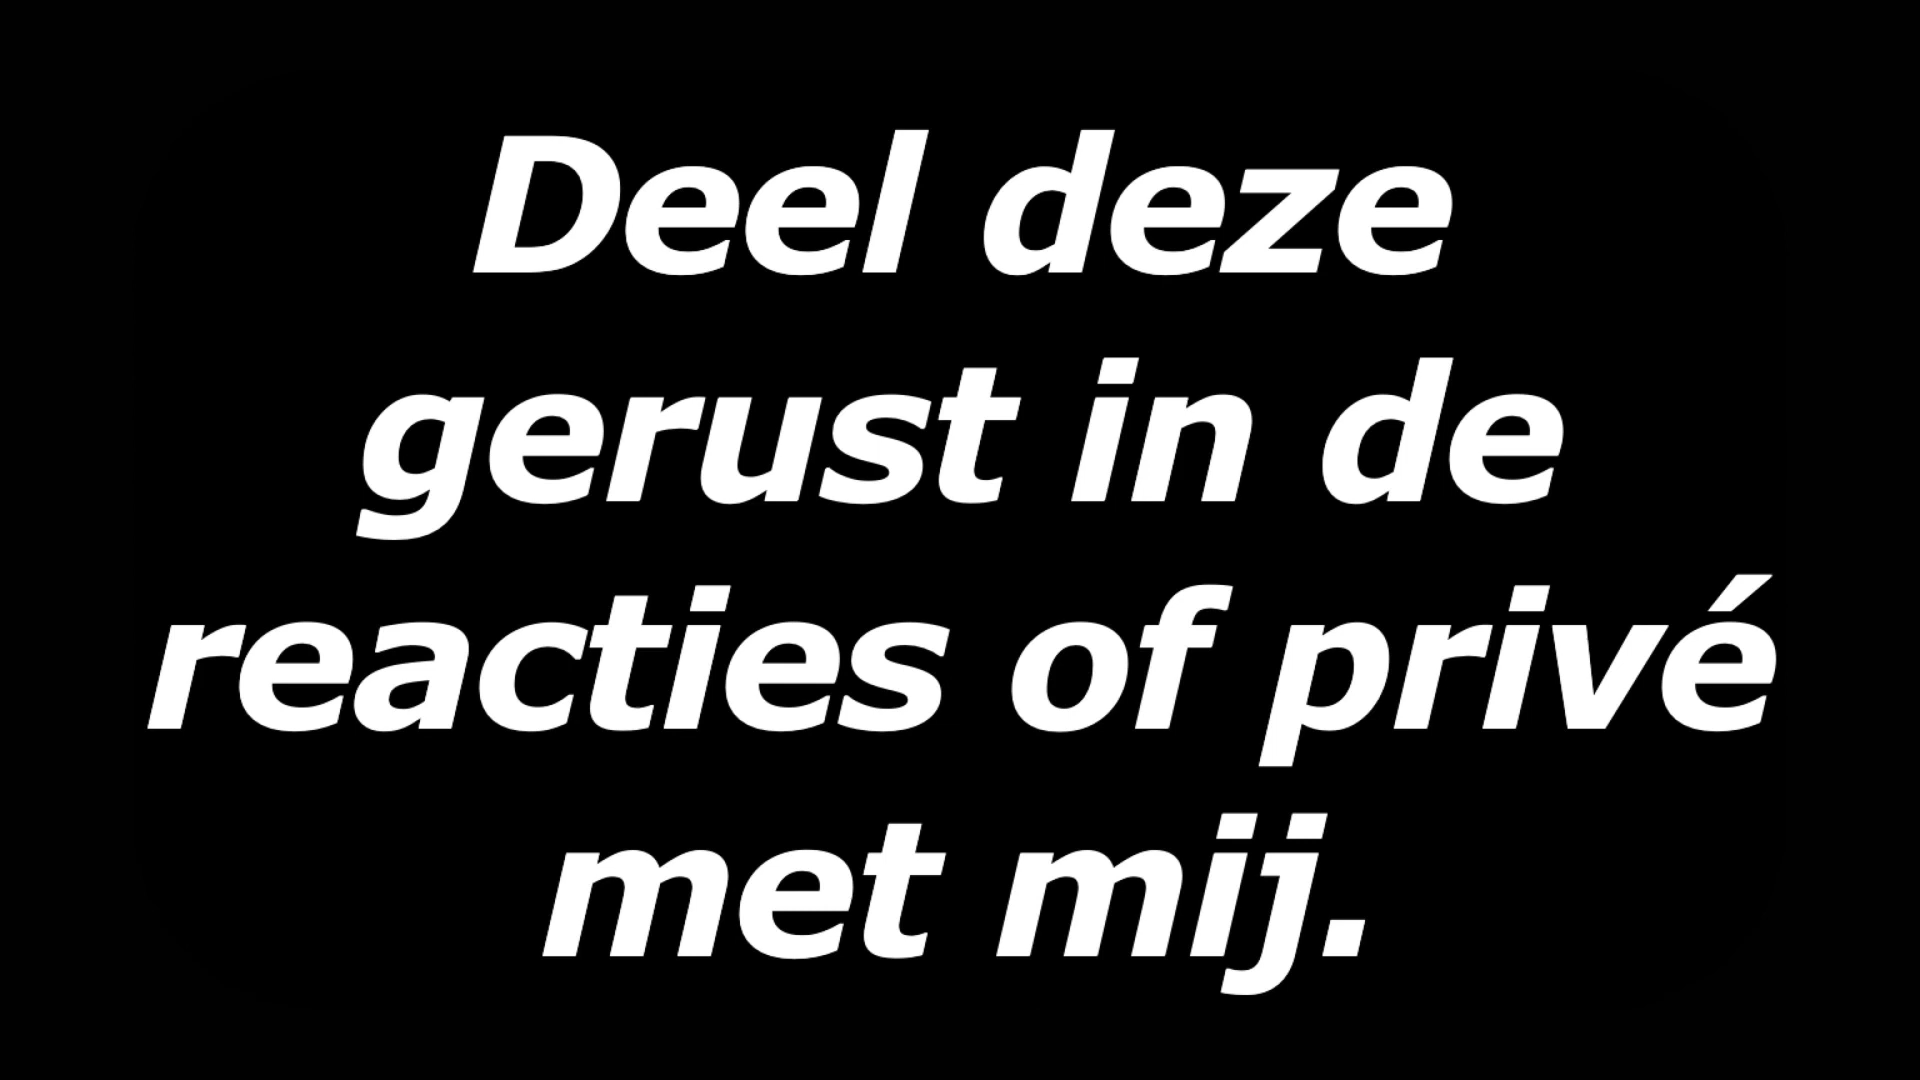 Deel deze
gerust in de
reacties of privé
met mij.